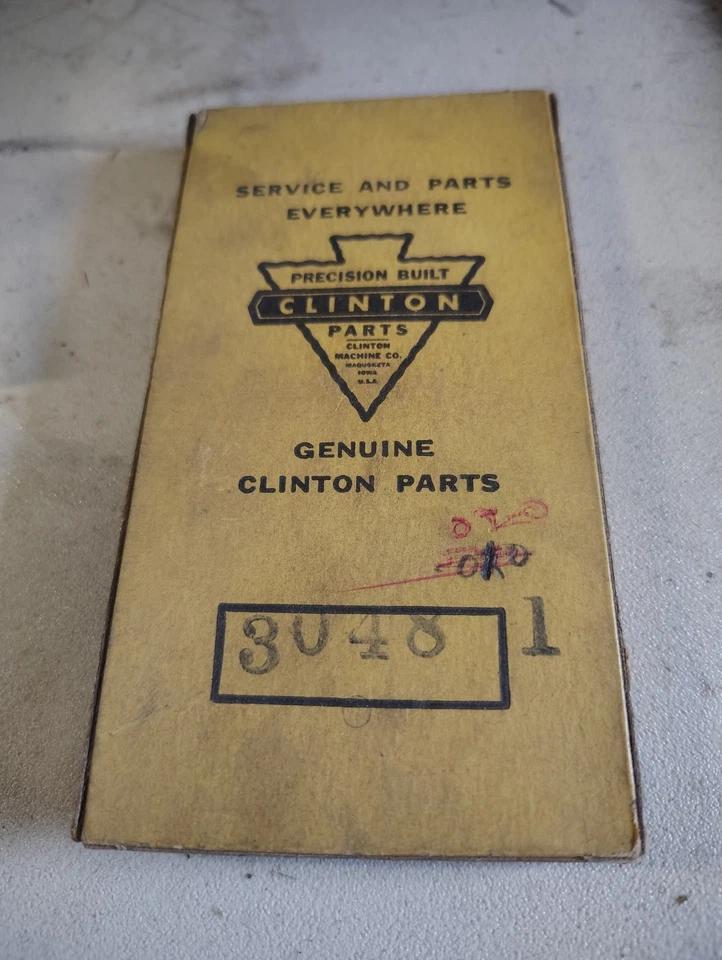 SERVICE AND PARTS
EVERYWHERE
PRECISION BUILT
CLINTON
PARTS
CLINTON
MACHINE CO.
MAQUOKETA
IOWA
U.S.A.
GENUINE
CLINTON PARTS
3048 1